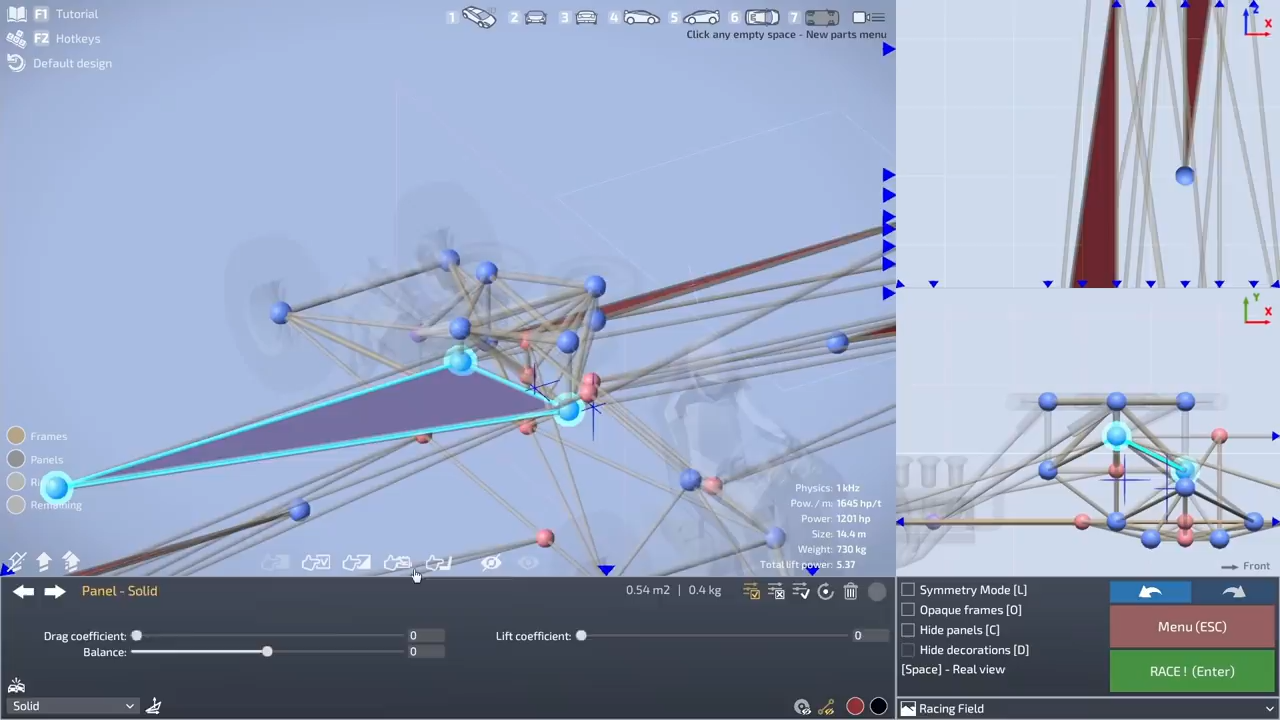 F1 Tutorial
F2 Hotkeys
Default design
1 2 3 4 5 6 7
Click any empty space - New parts menu
Z
X
Y
X
Front
Frames
Panels
Remaining
Physics: 1 kHz
Pow. / m: 1645 hp/t
Power: 1201 hp
Size: 14.4 m
Weight: 730 kg
Total lift power: 5.37
Panel - Solid
0.54 m2 | 0.4 kg
Drag coefficient: 0
Lift coefficient: 0
Balance: 0
Solid
Symmetry Mode [L]
Opaque frames [O]
Hide panels [C]
Hide decorations [D]
[Space] - Real view
Menu (ESC)
RACE ! (Enter)
Racing Field